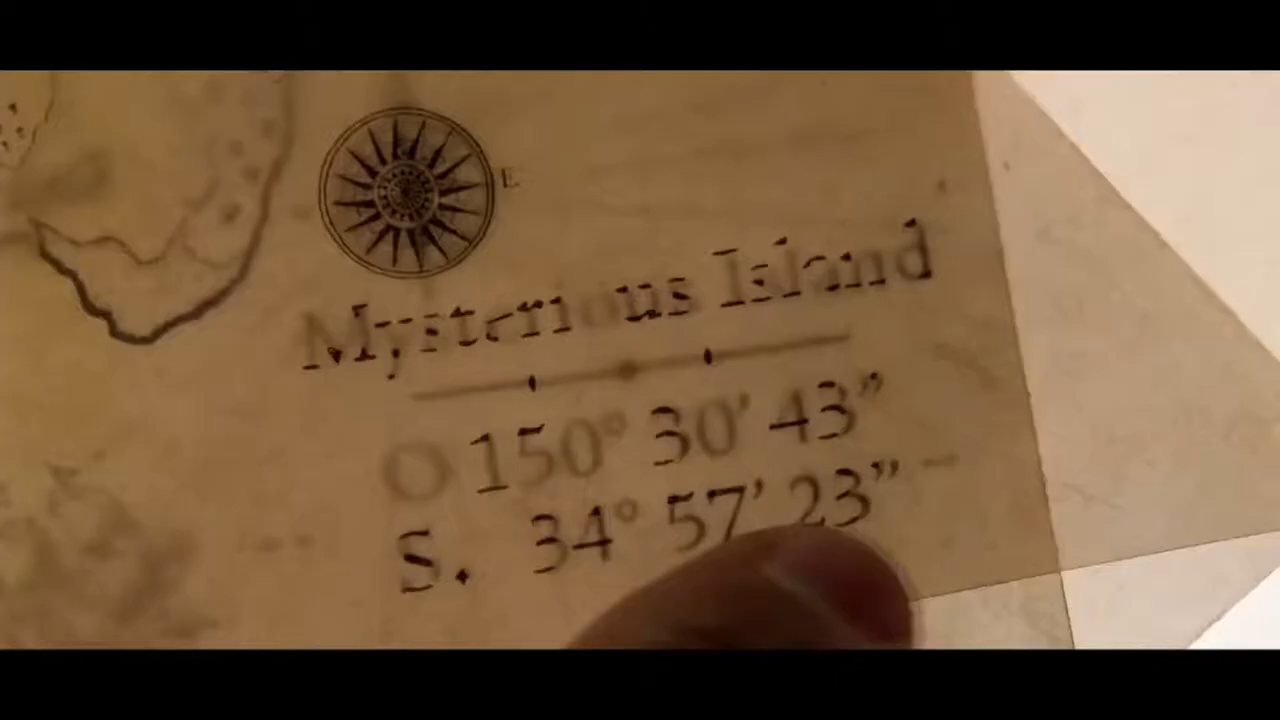 E
Mysterious Island
O 150° 30' 43”
S. 34° 57' 23”